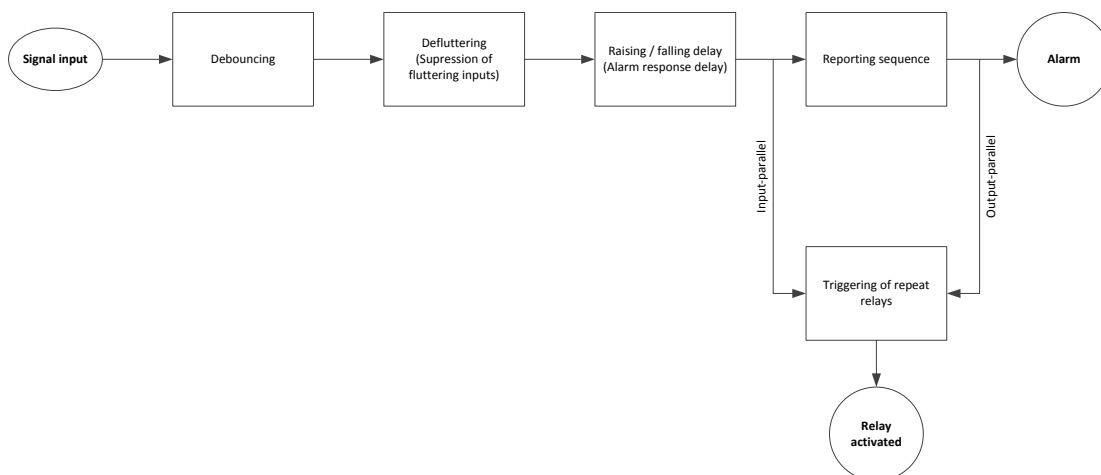 Signal input
Debouncing
Defluttering
(Supression of
fluttering inputs)
Raising / falling delay
(Alarm response delay)
Reporting sequence
Alarm
Input-parallel
Output-parallel
Triggering of repeat
relays
Relay
activated